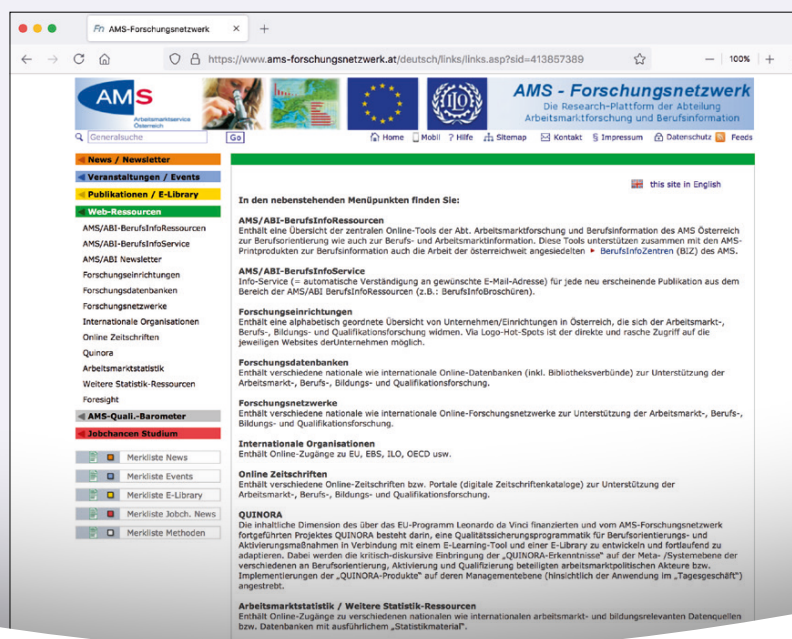 Fn AMS-Forschungsnetzwerk
https://www.ams-forschungsnetzwerk.at/deutsch/links/links.asp?sid=413857389
100%
AMS
Arbeitsmarktservice
Österreich
AMS - Forschungsnetzwerk
Die Research-Plattform der Abteilung
Arbeitsmarktforschung und Berufsinformation
Generalsuche Go Home Mobil ? Hilfe Sitemap Kontakt § Impressum Datenschutz Feeds
News / Newsletter
Veranstaltungen / Events
Publikationen / E-Library
Web-Ressourcen
AMS/ABI-BerufsInfoRessourcen
AMS/ABI-BerufsInfoService
AMS/ABI Newsletter
Forschungseinrichtungen
Forschungsdatenbanken
Forschungsnetzwerke
Internationale Organisationen
Online Zeitschriften
Quinora
Arbeitsmarktstatistik
Weitere Statistik-Ressourcen
Foresight
AMS-Quali.-Barometer
Jobchancen Studium
Merkliste News
Merkliste Events
Merkliste E-Library
Merkliste Jobch. News
Merkliste Methoden
this site in English
In den nebenstehenden Menüpunkten finden Sie:
AMS/ABI-BerufsInfoRessourcen
Enthält eine Übersicht der zentralen Online-Tools der Abt. Arbeitsmarktforschung und Berufsinformation des AMS Österreich
zur Berufsorientierung wie auch zur Berufs- und Arbeitsmarktinformation. Diese Tools unterstützen zusammen mit den AMS-
Printprodukten zur Berufsinformation auch die Arbeit der österreichweit angesiedelten BerufsInfoZentren (BIZ) des AMS.
AMS/ABI-BerufsInfoService
Info-Service (= automatische Verständigung an gewünschte E-Mail-Adresse) für jede neu erscheinende Publikation aus dem
Bereich der AMS/ABI BerufsInfoRessourcen (z.B.: BerufsInfoBroschüren).
Forschungseinrichtungen
Enthält eine alphabetisch geordnete Übersicht von Unternehmen/Einrichtungen in Österreich, die sich der Arbeitsmarkt-,
Berufs-, Bildungs- und Qualifikationsforschung widmen. Via Logo-Hot-Spots ist der direkte und rasche Zugriff auf die
jeweiligen Websites derUnternehmen möglich.
Forschungsdatenbanken
Enthält verschiedene nationale wie internationale Online-Datenbanken (inkl. Bibliotheksverbünde) zur Unterstützung der
Arbeitsmarkt-, Berufs-, Bildungs- und Qualifikationsforschung.
Forschungsnetzwerke
Enthält verschiedene nationale wie internationale Online-Forschungsnetzwerke zur Unterstützung der Arbeitsmarkt-, Berufs-,
Bildungs- und Qualifikationsforschung.
Internationale Organisationen
Enthält Online-Zugänge zu EU, EBS, ILO, OECD usw.
Online Zeitschriften
Enthält verschiedene Online-Zeitschriften bzw. Portale (digitale Zeitschriftenkataloge) zur Unterstützung der
Arbeitsmarkt-, Berufs-, Bildungs- und Qualifikationsforschung.
QUINORA
Die inhaltliche Dimension des über das EU-Programm Leonardo da Vinci finanzierten und vom AMS-Forschungsnetzwerk
fortgeführten Projektes QUINORA besteht darin, eine Qualitätssicherungsprogrammatik für Berufsorientierungs- und
Aktivierungsmaßnahmen in Verbindung mit einem E-Learning-Tool und einer E-Library zu entwickeln und fortlaufend zu
adaptieren. Dabei werden die kritisch-diskursive Einbringung der „QUINORA-Erkenntnisse“ auf der Meta- /Systemebene der
verschiedenen an Berufsorientierung, Aktivierung und Qualifizierung beteiligten arbeitsmarktpolitischen Akteure bzw.
Implementierungen der „QUINORA-Produkte“ auf deren Managementebene (hinsichtlich der Anwendung im „Tagesgeschäft“)
angestrebt.
Arbeitsmarktstatistik / Weitere Statistik-Ressourcen
Enthält Online-Zugänge zu verschiedenen nationalen wie internationalen arbeitsmarkt- und bildungsrelevanten Datenquellen
bzw. Datenbanken mit ausführlichem „Statistikmaterial“.